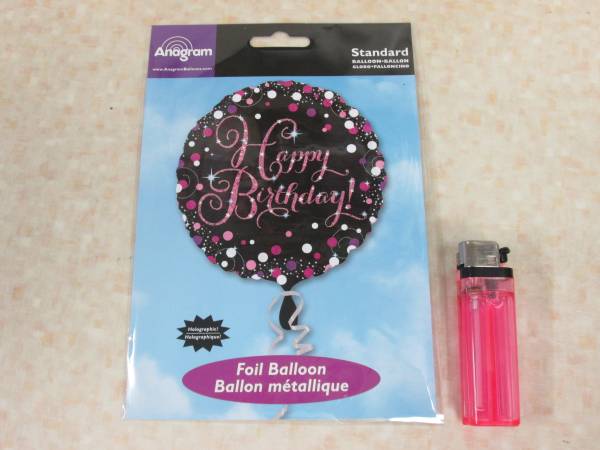 Anagram
www.AnagramBalloons.com
Standard
BALLOON • BALLON
GLOBO • PALLONCINO
Happy
Birthday!
Holographic!
Holographique!
Foil Balloon
Ballon métallique